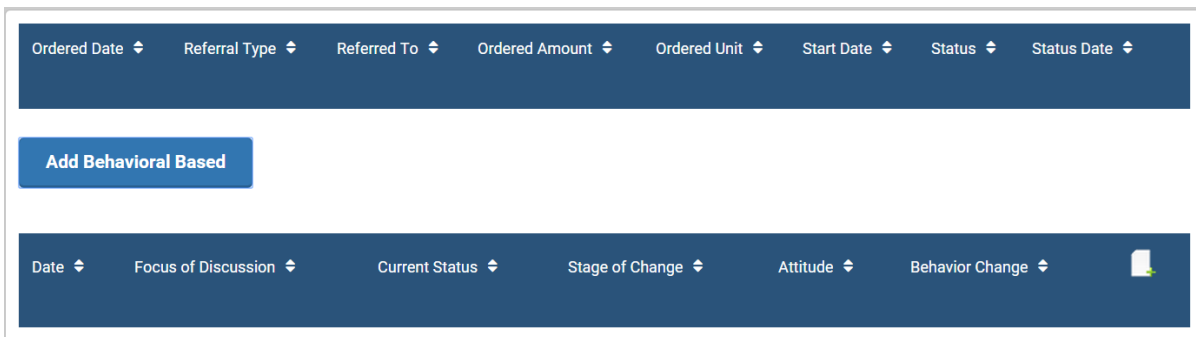 Ordered Date Referral Type Referred To Ordered Amount Ordered Unit Start Date Status Status Date
Add Behavioral Based
Date Focus of Discussion Current Status Stage of Change Attitude Behavior Change